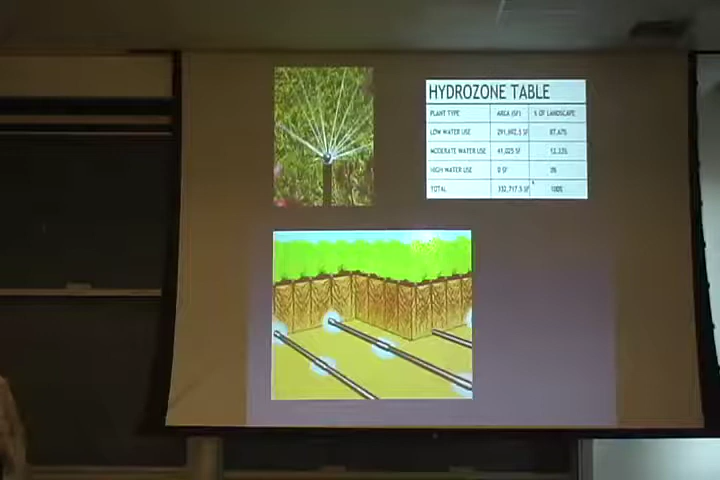 HYDROZONE TABLE
PLANT TYPE AREA (SF) % OF LANDSCAPE
LOW WATER USE 291,692.5 SF 87.67%
MODERATE WATER USE 41,025 SF 12.33%
HIGH WATER USE 0 SF 0%
TOTAL 332,717.5 SF 100%